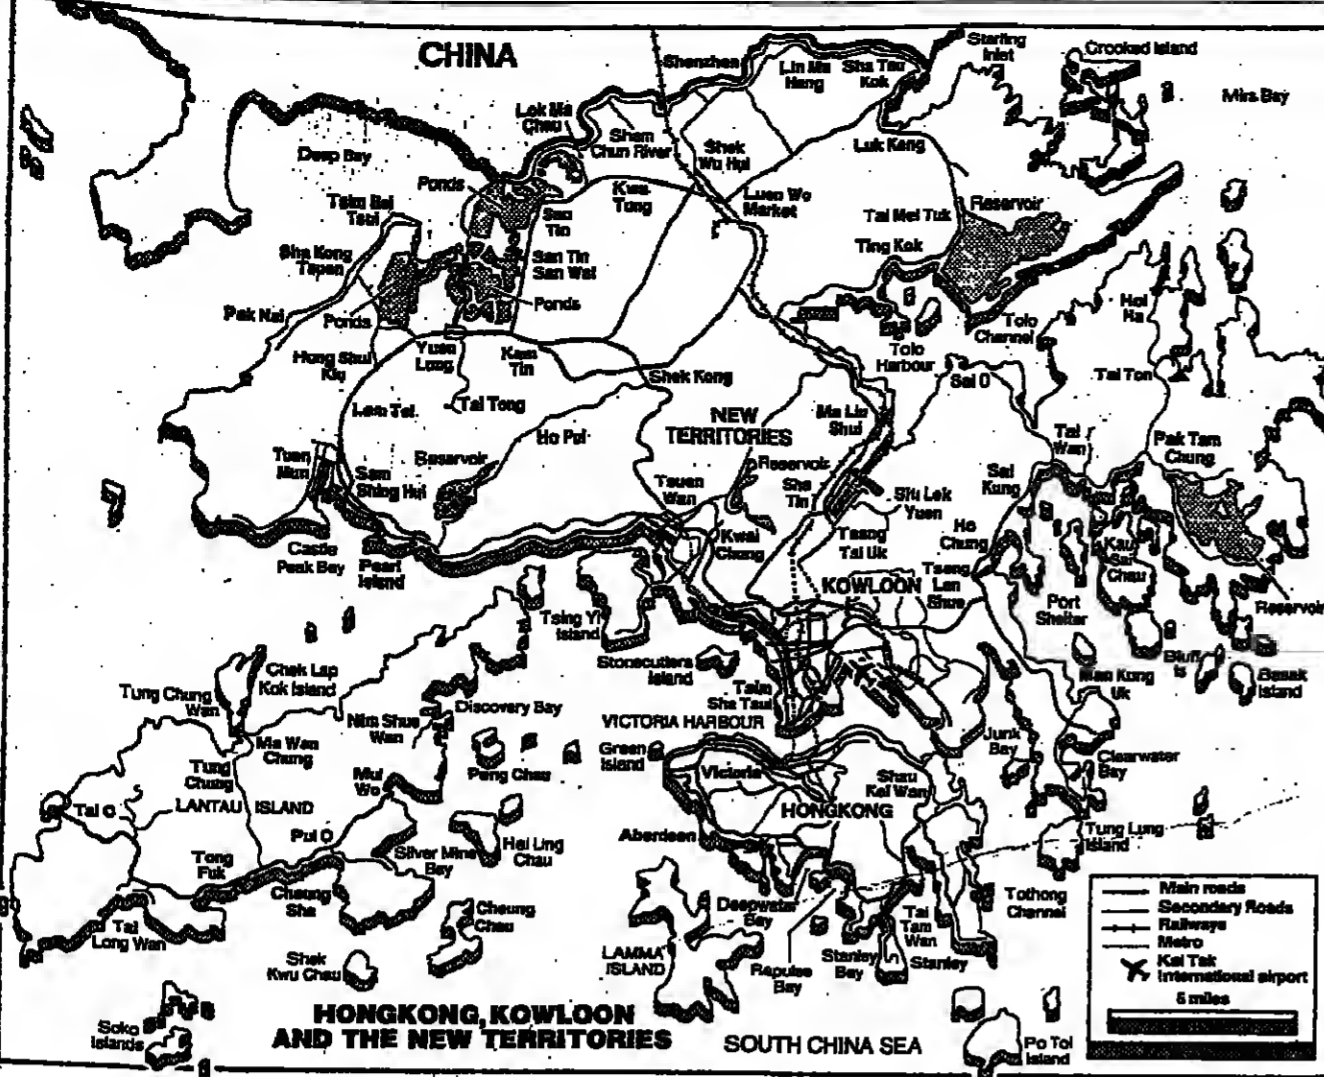 CHINA
Shenzhen
Lin Ma
Hang
Sha Tau
Kok
Starling
Inlet
Crooked Island
Mirs Bay
Lok Ma
Chau
Sham
Chun River
Shek
Wu Hui
Luk Keng
Deep Bay
Ponds
Kwu
Tung
Luen Wo
Market
Reservoir
Tai Mei Tuk
Tsim Bei
Tsui
San
Tin
Ting Kok
Sha Kong
Tapan
San Tin
San Wai
Ponds
Pak Nai
Ponds
Tolo
Channel
Hoi
Ha
Hong Shui
Kiu
Yuen
Long
Kam
Tin
Tolo
Harbour
Shek Kong
Sai O
Tai Ton
Lam Tei
Tai Tong
NEW
TERRITORIES
Ma Liu
Shui
Ho Pui
Tai
Wan
Pak Tam
Chung
Tuen
Mun
Sam
Shing Hui
Reservoir
Reservoir
Tsuen
Wan
Sha
Tin
Siu Lek
Yuen
Sai
Kung
Castle
Peak Bay
Pearl
Island
Kwai
Chung
Tsang
Tai Uk
Ho
Chung
Kau
Sai
Chau
KOWLOON
Tseng
Lan
Shue
Port
Shelter
Reservoir
Tsing Yi
Island
Stonecutters
Island
Man Kung
Uk
Bluff
Is
Basak
Island
Chek Lap
Kok Island
Tung Chung
Wan
Tsim
Sha Tsui
Discovery Bay
Nim Shue
Wan
VICTORIA HARBOUR
Ma Wan
Chung
Green
Island
Junk
Bay
Clearwater
Bay
Tung
Chung
Mui
Wo
Peng Chau
Victoria
Shau
Kei Wan
Tai O
LANTAU ISLAND
HONGKONG
Pui O
Aberdeen
Tung Lung
Island
Silver Mine
Bay
Hei Ling
Chau
Tong
Fuk
Cheung
Sha
Cheung
Chau
Deepwater
Bay
Tai
Tam
Wan
Tothong
Channel
Tai
Long Wan
LAMMA
ISLAND
Repulse
Bay
Stanley
Bay
Stanley
Shek
Kwu Chau
Main roads
Secondary Roads
Railways
Metro
Kai Tak
International airport
5 miles
HONGKONG, KOWLOON
AND THE NEW TERRITORIES
SOUTH CHINA SEA
Soko
Islands
Po Toi
Island